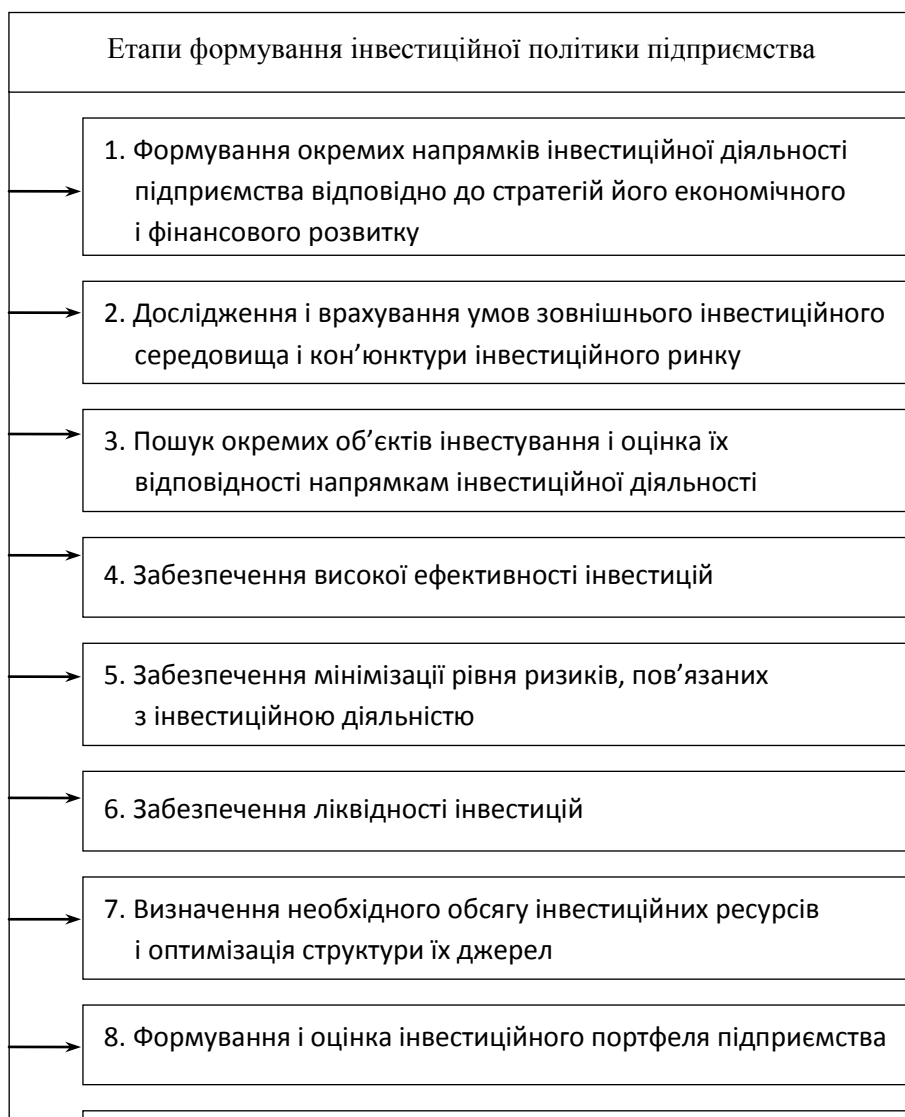 Етапи формування інвестиційної політики підприємства
1. Формування окремих напрямків інвестиційної діяльності
підприємства відповідно до стратегій його економічного
і фінансового розвитку
2. Дослідження і врахування умов зовнішнього інвестиційного
середовища і кон’юнктури інвестиційного ринку
3. Пошук окремих об’єктів інвестування і оцінка їх
відповідності напрямкам інвестиційної діяльності
4. Забезпечення високої ефективності інвестицій
5. Забезпечення мінімізації рівня ризиків, пов’язаних
з інвестиційною діяльністю
6. Забезпечення ліквідності інвестицій
7. Визначення необхідного обсягу інвестиційних ресурсів
і оптимізація структури їх джерел
8. Формування і оцінка інвестиційного портфеля підприємства